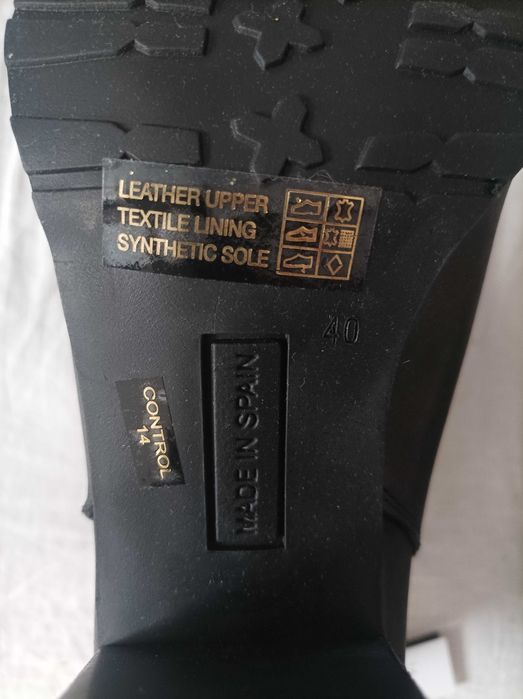 LEATHER UPPER
TEXTILE LINING
SYNTHETIC SOLE
40
MADE IN SPAIN
CONTROL
14